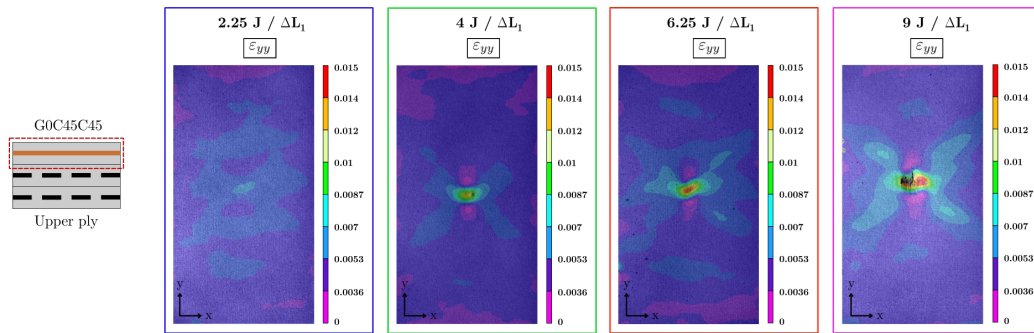 G0C45C45
Upper ply
2.25 J / ΔL₁
εyy
0.015
0.014
0.012
0.01
0.0087
0.007
0.0053
0.0036
0
y
x
4 J / ΔL₁
εyy
0.015
0.014
0.012
0.01
0.0087
0.007
0.0053
0.0036
0
y
x
6.25 J / ΔL₁
εyy
0.015
0.014
0.012
0.01
0.0087
0.007
0.0053
0.0036
0
y
x
9 J / ΔL₁
εyy
0.015
0.014
0.012
0.01
0.0087
0.007
0.0053
0.0036
0
y
x